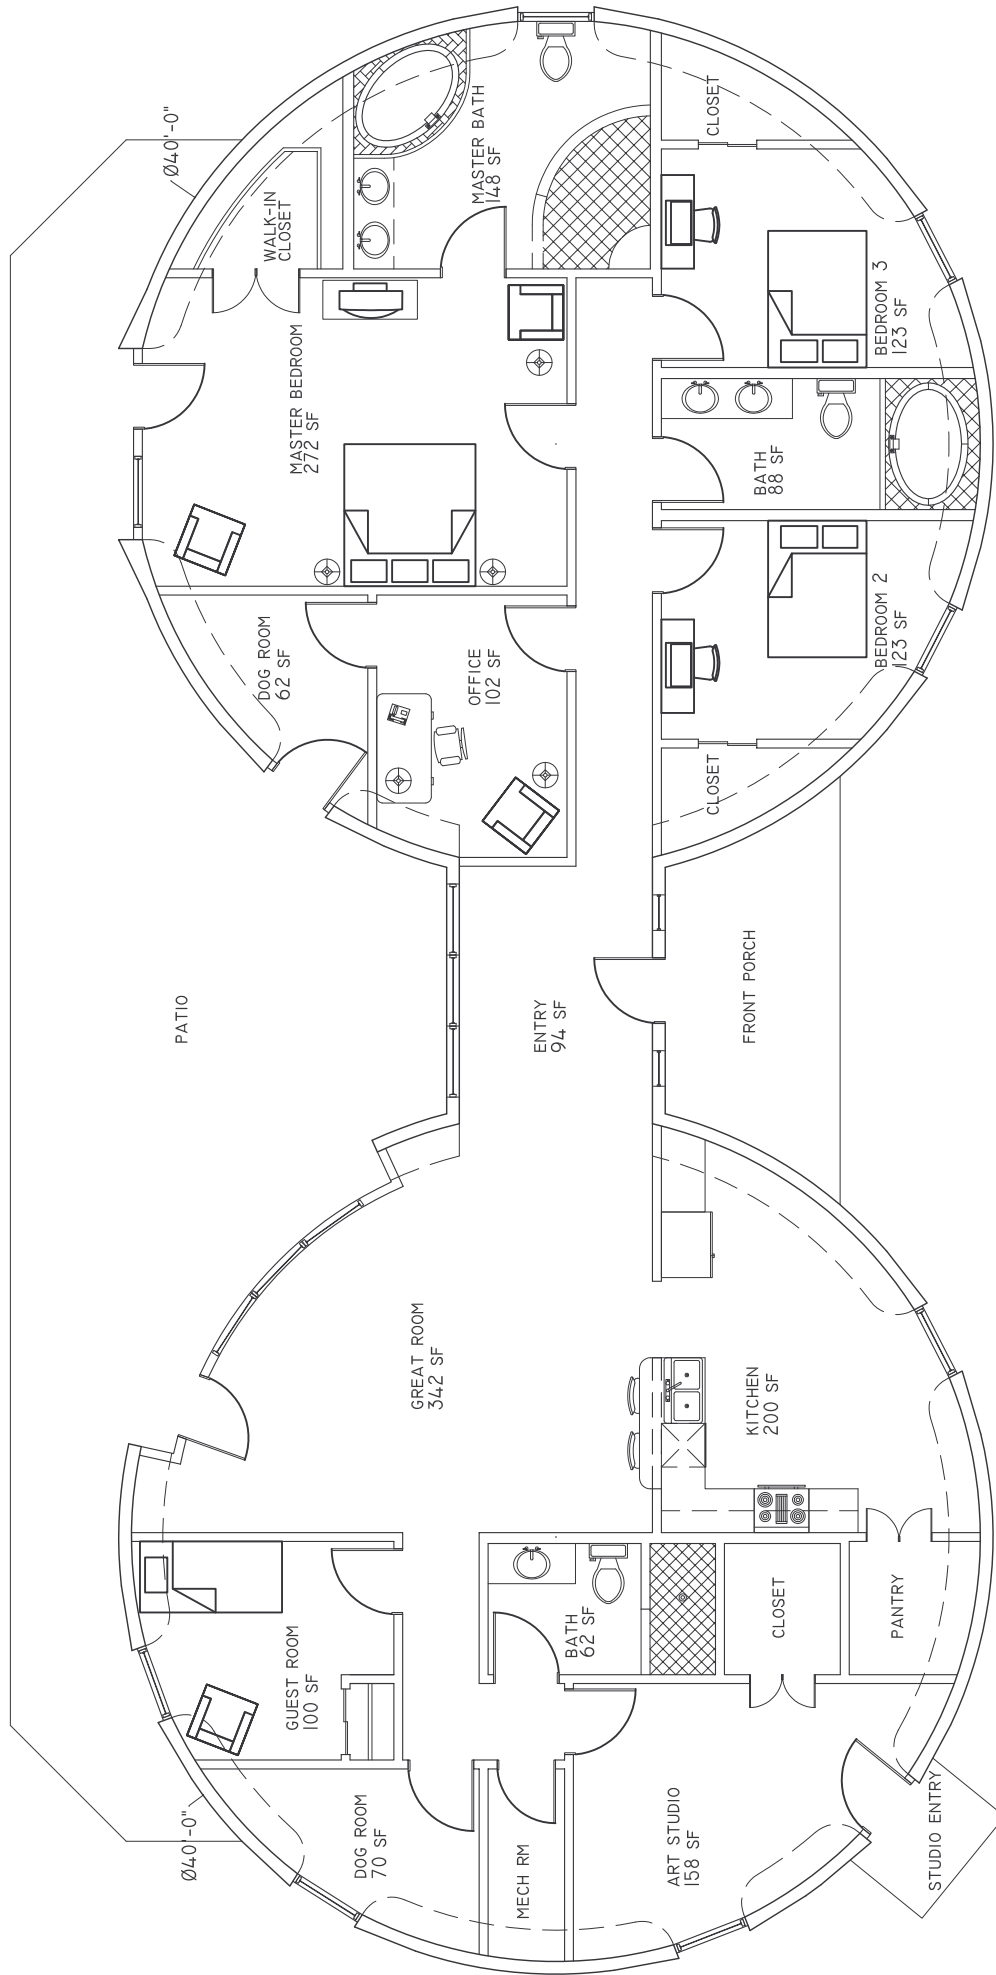 Ø40'-0"
WALK-IN
CLOSET
MASTER BATH
148 SF
CLOSET
MASTER BEDROOM
272 SF
BEDROOM 3
123 SF
BATH
88 SF
DOG ROOM
62 SF
OFFICE
102 SF
BEDROOM 2
123 SF
CLOSET
PATIO
ENTRY
94 SF
FRONT PORCH
GREAT ROOM
342 SF
KITCHEN
200 SF
GUEST ROOM
100 SF
BATH
62 SF
CLOSET
PANTRY
Ø40'-0"
DOG ROOM
70 SF
MECH RM
ART STUDIO
158 SF
STUDIO ENTRY